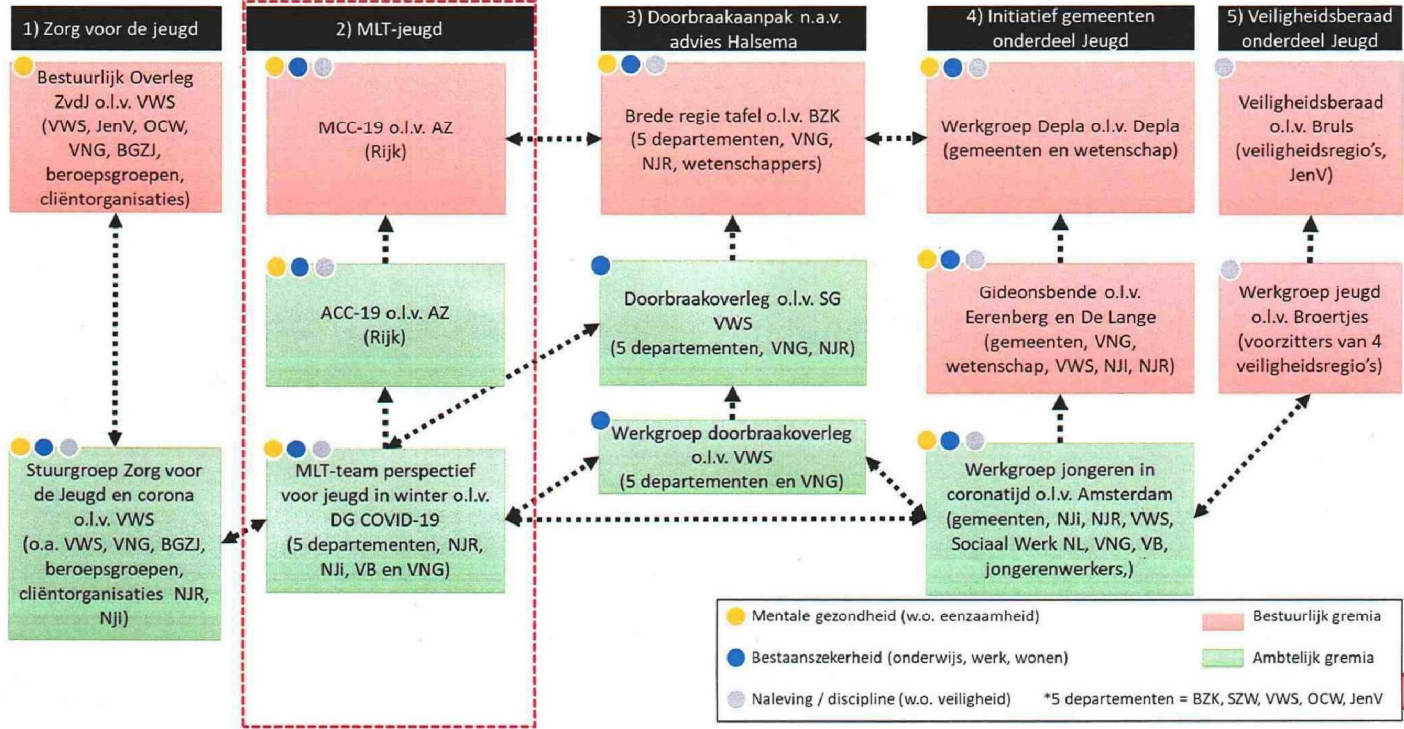 1) Zorg voor de jeugd
Bestuurlijk Overleg
ZvdJ o.l.v. VWS
(VWS, JenV, OCW,
VNG, BGZJ,
beroepsgroepen,
cliëntorganisaties)
Stuurgroep Zorg voor
de Jeugd en corona
o.l.v. VWS
(o.a. VWS, VNG, BGZJ,
beroepsgroepen,
cliëntorganisaties NJR,
Nji)
2) MLT-jeugd
MCC-19 o.l.v. AZ
(Rijk)
ACC-19 o.l.v. AZ
(Rijk)
MLT-team perspectief
voor jeugd in winter o.l.v.
DG COVID-19
(5 departementen, NJR,
NJi, VB en VNG)
3) Doorbraakaanpak n.a.v.
advies Halsema
Brede regie tafel o.l.v. BZK
(5 departementen, VNG,
NJR, wetenschappers)
Doorbraakoverleg o.l.v. SG
VWS
(5 departementen, VNG, NJR)
Werkgroep doorbraakoverleg
o.l.v. VWS
(5 departementen en VNG)
4) Initiatief gemeenten
onderdeel Jeugd
Werkgroep Depla o.l.v. Depla
(gemeenten en wetenschap)
Gideonsbende o.l.v.
Eerenberg en De Lange
(gemeenten, VNG,
wetenschap, VWS, NJI, NJR)
Werkgroep jongeren in
coronatijd o.l.v. Amsterdam
(gemeenten, NJi, NJR, VWS,
Sociaal Werk NL, VNG, VB,
jongerenwerkers,)
5) Veiligheidsberaad
onderdeel Jeugd
Veiligheidsberaad
o.l.v. Bruls
(veiligheidsregio's,
JenV)
Werkgroep jeugd
o.l.v. Broertjes
(voorzitters van 4
veiligheidsregio's)
Mentale gezondheid (w.o. eenzaamheid)
Bestuurlijk gremia
Bestaanszekerheid (onderwijs, werk, wonen)
Ambtelijk gremia
Naleving / discipline (w.o. veiligheid)
*5 departementen = BZK, SZW, VWS, OCW, JenV